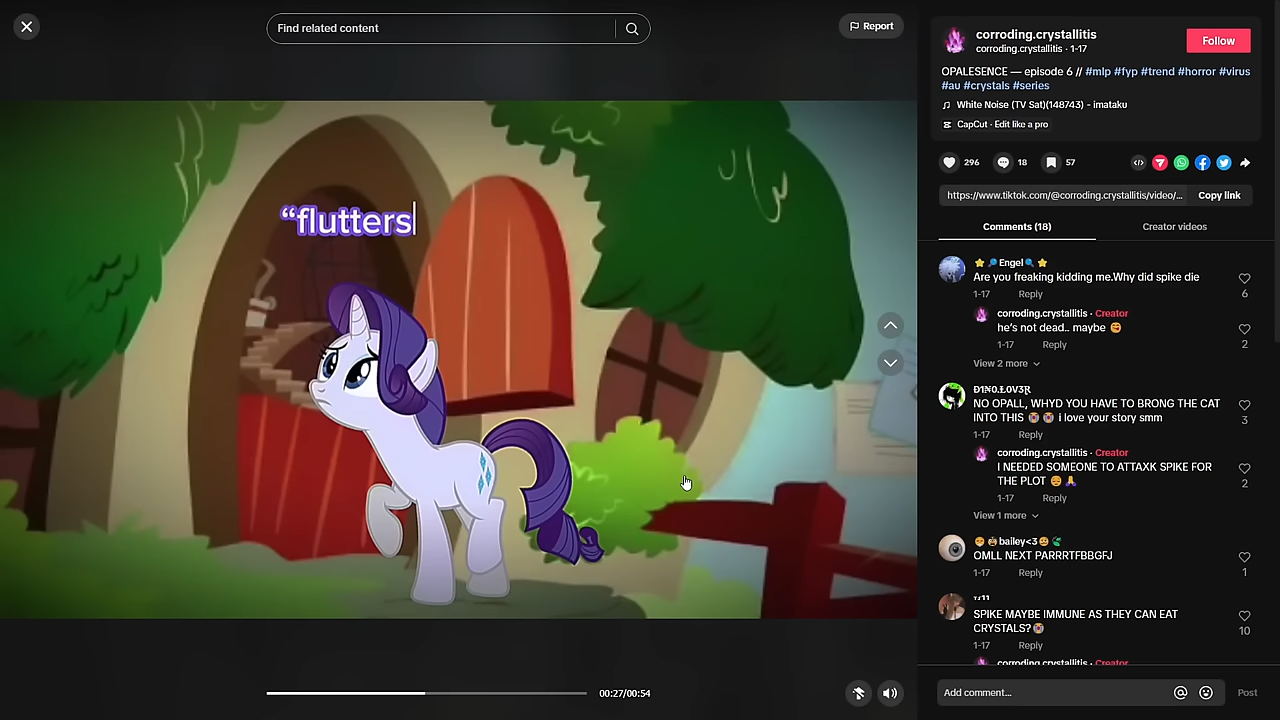 Find related content
Report
"flutters
00:27/00:54
corroding.crystallitis
corroding.crystallitis · 1-17
Follow
OPALESENCE — episode 6 // #mlp #fyp #trend #horror #virus
#au #crystals #series
White Noise (TV Sat)(148743) - imataku
CapCut · Edit like a pro
296
18
57
https://www.tiktok.com/@corroding.crystallitis/video/...
Copy link
Comments (18)
Creator videos
⭐🔎Engel🔍⭐
Are you freaking kidding me.Why did spike die
6
1-17
Reply
corroding.crystallitis · Creator
he's not dead.. maybe 😋
2
1-17
Reply
View 2 more
Ð1₦0.Ł0VƎƦ
NO OPALL, WHYD YOU HAVE TO BRONG THE CAT
INTO THIS 😭 😭 i love your story smm
3
1-17
Reply
corroding.crystallitis · Creator
I NEEDED SOMEONE TO ATTAXK SPIKE FOR
THE PLOT 😔🙏
2
1-17
Reply
View 1 more
bailey<3
OMLL NEXT PARRRTFBBGFJ
1
1-17
Reply
SPIKE MAYBE IMMUNE AS THEY CAN EAT
CRYSTALS?😭
10
1-17
Reply
corroding.crystallitis · Creator
Add comment...
Post